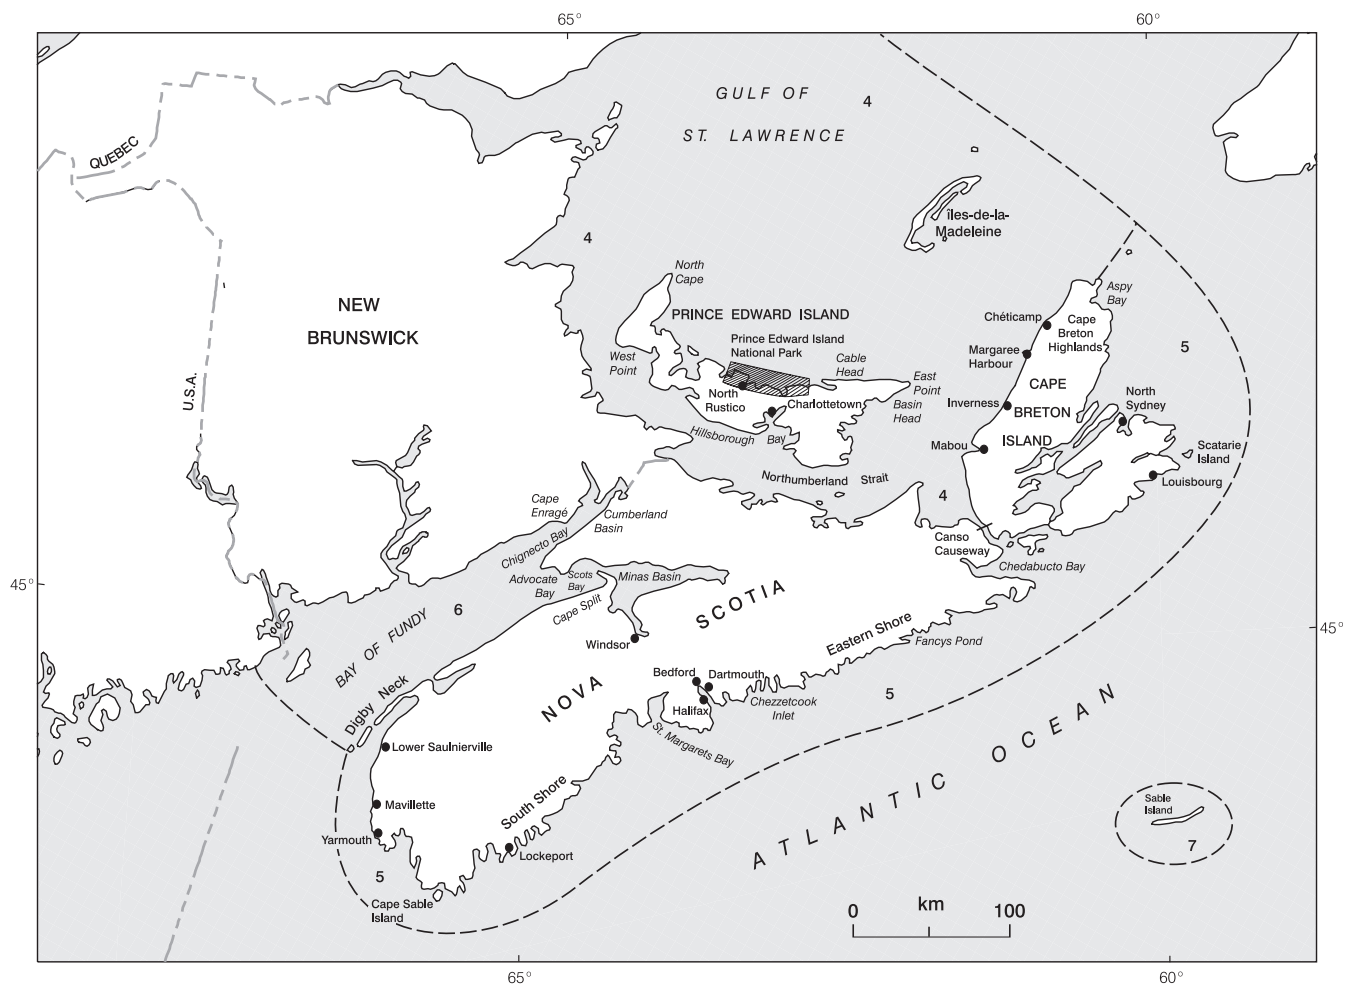 65°
60°
GULF OF
4
ST. LAWRENCE
QUEBEC
îles-de-la-
Madeleine
4
North
Cape
Aspy
Bay
NEW
BRUNSWICK
PRINCE EDWARD ISLAND
Chéticamp
Cape
Breton
Highlands
Prince Edward Island
National Park
5
West
Point
Cable
Head
Margaree
Harbour
U.S.A.
East
Point
Basin
Head
CAPE
BRETON
ISLAND
North
Rustico
Charlottetown
Inverness
North
Sydney
Hillsborough Bay
Mabou
Scatarie
Island
Northumberland Strait
Louisbourg
Cape
Enragé
Cumberland
Basin
4
Chignecto Bay
Canso
Causeway
Chedabucto Bay
45°
Advocate
Bay
Scots
Bay
Minas Basin
Cape Split
6
BAY OF FUNDY
NOVA SCOTIA
Windsor
Eastern Shore
Fancys Pond
45°
Bedford
Dartmouth
Halifax
Chezzetcook
Inlet
5
Digby Neck
St. Margarets Bay
Lower Saulnierville
ATLANTIC OCEAN
Mavillette
South Shore
Sable
Island
7
Yarmouth
Lockeport
5
Cape Sable
Island
0 km 100
65°
60°